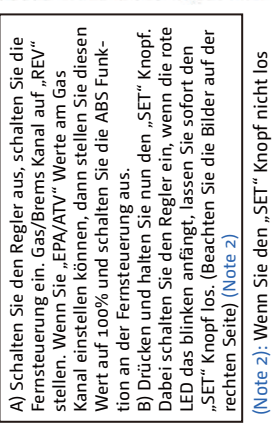 A) Schalten Sie den Regler aus, schalten Sie die
Fernsteuerung ein. Gas/Brems Kanal auf „REV“
stellen. Wenn Sie „EPA/ATV“ Werte am Gas
Kanal einstellen können, dann stellen Sie diesen
Wert auf 100% und schalten Sie die ABS Funk-
tion an der Fernsteuerung aus.
B) Drücken und halten Sie nun den „SET“ Knopf.
Dabei schalten Sie den Regler ein, wenn die rote
LED das blinken anfängt, lassen Sie sofort den
„SET“ Knopf los. (Beachten Sie die Bilder auf der
rechten Seite) (Note 2)
(Note 2): Wenn Sie den „SET“ Knopf nicht los